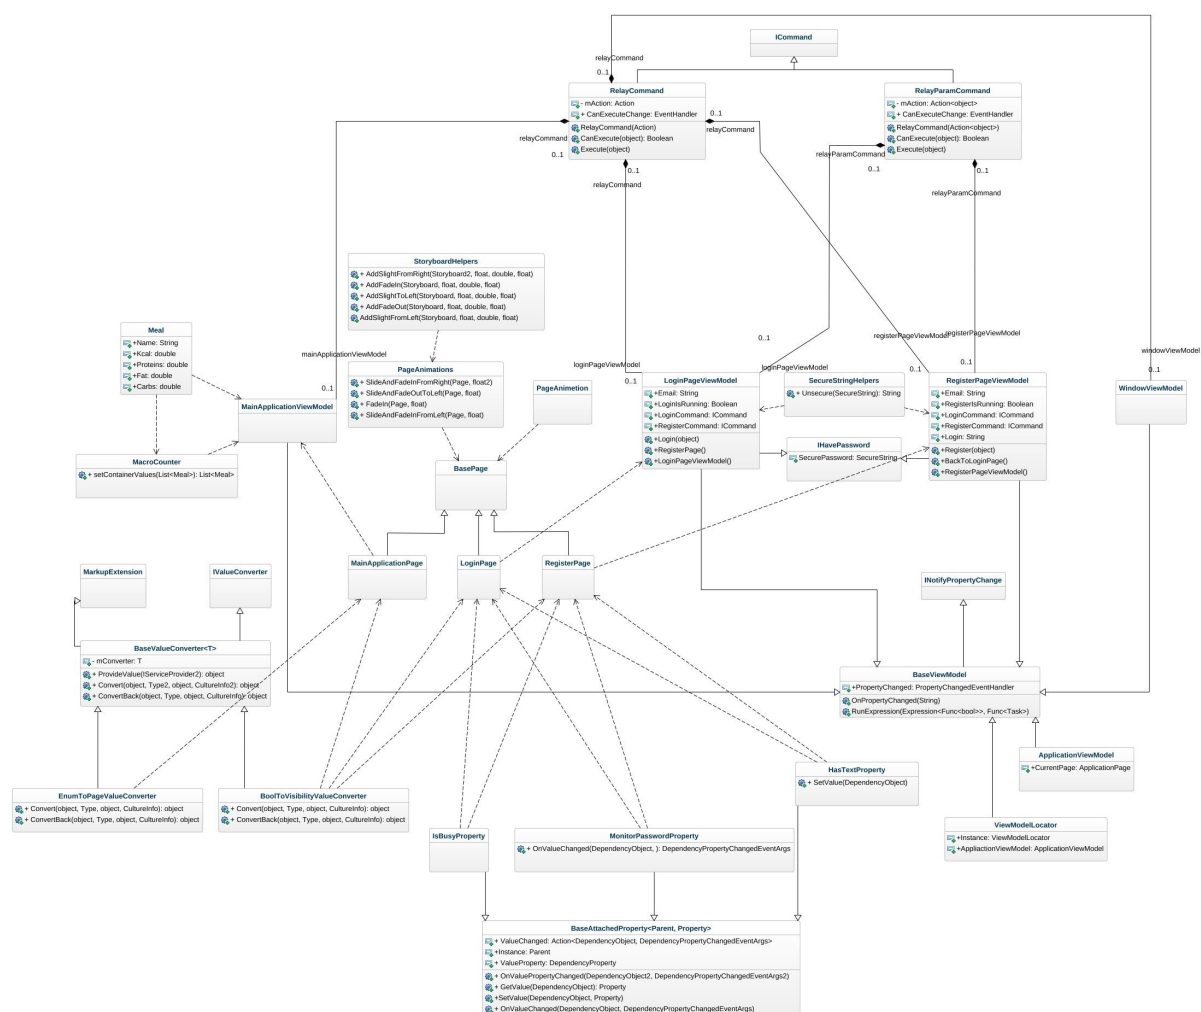 ICommand
relayCommand
0..1
RelayCommand
- mAction: Action
+ CanExecuteChange: EventHandler
RelayCommand(Action)
CanExecute(object): Boolean
Execute(object)
RelayParamCommand
- mAction: Action<object>
+ CanExecuteChange: EventHandler
RelayCommand(Action<object>)
CanExecute(object): Boolean
Execute(object)
0..1
relayCommand
relayCommand
0..1
0..1
relayCommand
relayParamCommand
0..1
0..1
relayParamCommand
StoryboardHelpers
+ AddSlightFromRight(Storyboard2, float, double, float)
+ AddFadeIn(Storyboard, float, double, float)
+ AddSlightToLeft(Storyboard, float, double, float)
+ AddFadeOut(Storyboard, float, double, float)
AddSlightFromLeft(Storyboard, float, double, float)
Meal
+Name: String
+Kcal: double
+Proteins: double
+Fat: double
+Carbs: double
mainApplicationViewModel
0..1
MainApplicationViewModel
PageAnimations
+ SlideAndFadeInFromRight(Page, float2)
+ SlideAndFadeOutToLeft(Page, float)
+ FadeIn(Page, float)
+ SlideAndFadeInFromLeft(Page, float)
PageAnimetion
loginPageViewModel
0..1
0..1
loginPageViewModel
registerPageViewModel
0..1
registerPageViewModel
0..1
windowViewModel
0..1
LoginPageViewModel
+Email: String
+LoginIsRunning: Boolean
+LoginCommand: ICommand
+RegisterCommand: ICommand
+Login(object)
+RegisterPage()
+LoginPageViewModel()
SecureStringHelpers
+ Unsecure(SecureString): String
RegisterPageViewModel
+Email: String
+RegisterIsRunning: Boolean
+LoginCommand: ICommand
+RegisterCommand: ICommand
+Login: String
+Register(object)
+BackToLoginPage()
+RegisterPageViewModel()
WindowViewModel
IHavePassword
SecurePassword: SecureString
MacroCounter
+ setContainerValues(List<Meal>): List<Meal>
BasePage
MainApplicationPage
LoginPage
RegisterPage
MarkupExtension
IValueConverter
INotifyPropertyChange
BaseValueConverter<T>
- mConverter: T
+ ProvideValue(IServiceProvider2): object
+ Convert(object, Type2, object, CultureInfo2): object
+ ConvertBack(object, Type, object, CultureInfo): object
BaseViewModel
+PropertyChanged: PropertyChangedEventHandler
OnPropertyChanged(String)
RunExpression(Expression<Func<bool>>, Func<Task>)
ApplicationViewModel
+CurrentPage: ApplicationPage
HasTextProperty
+ SetValue(DependencyObject)
EnumToPageValueConverter
+ Convert(object, Type, object, CultureInfo): object
+ ConvertBack(object, Type, object, CultureInfo): object
BoolToVisibilityValueConverter
+ Convert(object, Type, object, CultureInfo): object
+ ConvertBack(object, Type, object, CultureInfo): object
ViewModelLocator
+Instance: ViewModelLocator
+AppliactionViewModel: ApplicationViewModel
IsBusyProperty
MonitorPasswordProperty
+ OnValueChanged(DependencyObject, ): DependencyPropertyChangedEventArgs
BaseAttachedProperty<Parent, Property>
+ ValueChanged: Action<DependencyObject, DependencyPropertyChangedEventArgs>
+Instance: Parent
+ ValueProperty: DependencyProperty
+ OnValuePropertyChanged(DependencyObject2, DependencyPropertyChangedEventArgs2)
+ GetValue(DependencyObject): Property
+SetValue(DependencyObject, Property)
+ OnValueChanged(DependencyObject, DependencyPropertyChangedEventArgs)